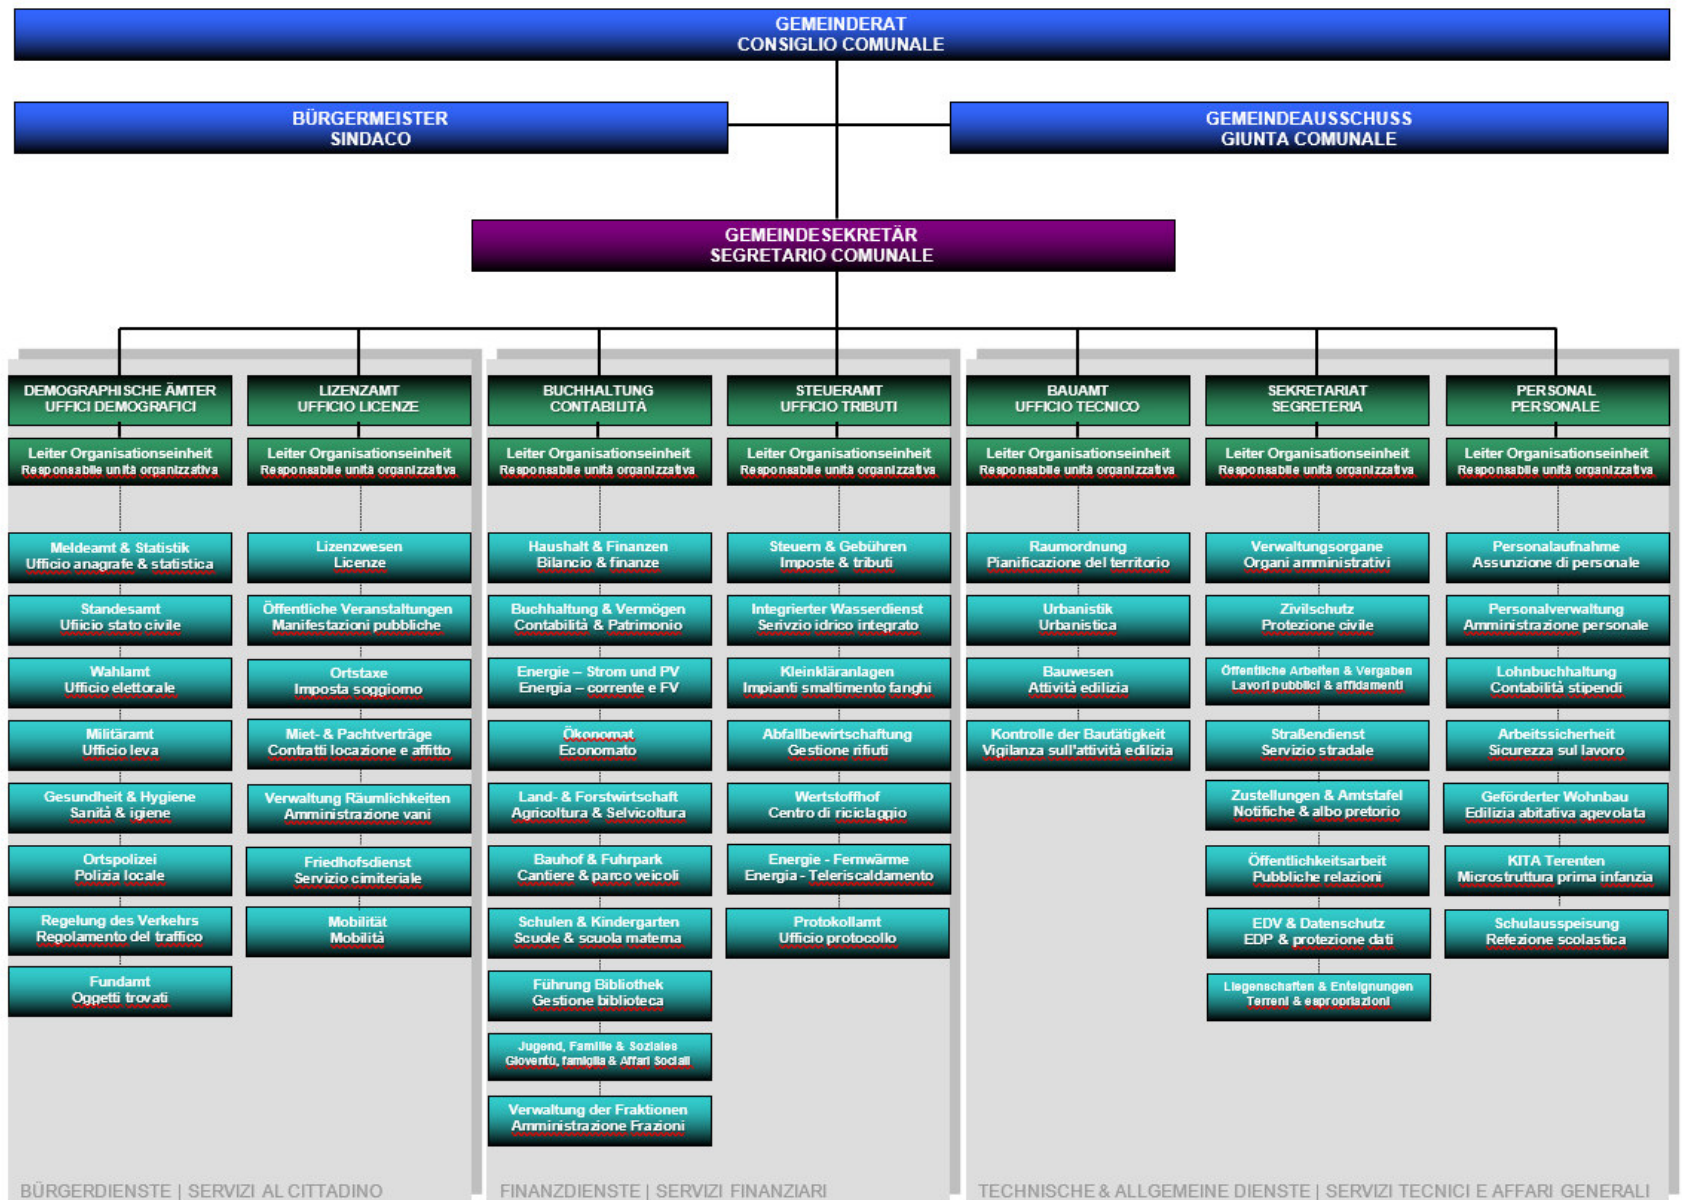 GEMEINDERAT
CONSIGLIO COMUNALE
BÜRGERMEISTER
SINDACO
GEMEINDEAUSSCHUSS
GIUNTA COMUNALE
GEMEINDESEKRETÄR
SEGRETARIO COMUNALE
DEMOGRAPHISCHE ÄMTER
UFFICI DEMOGRAFICI
Leiter Organisationseinheit
Responsabile unità organizzativa
Meldeamt & Statistik
Ufficio anagrafe & statistica
Standesamt
Ufiicio stato civile
Wahlamt
Ufficio elettorale
Militäramt
Ufficio leva
Gesundheit & Hygiene
Sanità & igiene
Ortspolizei
Polizia locale
Regelung des Verkehrs
Regolamento del traffico
Fundamt
Oggetti trovati
LIZENZAMT
UFFICIO LICENZE
Leiter Organisationseinheit
Responsabile unità organizzativa
Lizenzwesen
Licenze
Öffentliche Veranstaltungen
Manifestazioni pubbliche
Ortstaxe
Imposta soggiorno
Miet- & Pachtverträge
Contratti locazione e affitto
Verwaltung Räumlichkeiten
Amministrazione vani
Friedhofsdienst
Servizio cimiteriale
Mobilität
Mobilità
BÜRGERDIENSTE | SERVIZI AL CITTADINO
BUCHHALTUNG
CONTABILITÀ
Leiter Organisationseinheit
Responsabile unità organizzativa
Haushalt & Finanzen
Bilancio & finanze
Buchhaltung & Vermögen
Contabilità & Patrimonio
Energie – Strom und PV
Energia – corrente e FV
Ökonomat
Economato
Land- & Forstwirtschaft
Agricoltura & Selvicoltura
Bauhof & Fuhrpark
Cantiere & parco veicoli
Schulen & Kindergarten
Scuole & scuola materna
Führung Bibliothek
Gestione biblioteca
Jugend, Familie & Soziales
Gioventù, famiglia & Affari Sociali
Verwaltung der Fraktionen
Amministrazione Frazioni
STEUERAMT
UFFICIO TRIBUTI
Leiter Organisationseinheit
Responsabile unità organizzativa
Steuern & Gebühren
Imposte & tributi
Integrierter Wasserdienst
Serivzio idrico integrato
Kleinkläranlagen
Impianti smaltimento fanghi
Abfallbewirtschaftung
Gestione rifiuti
Wertstoffhof
Centro di riciclaggio
Energie - Fernwärme
Energia - Teleriscaldamento
Protokollamt
Ufficio protocollo
FINANZDIENSTE | SERVIZI FINANZIARI
BAUAMT
UFFICIO TECNICO
Leiter Organisationseinheit
Responsabile unità organizzativa
Raumordnung
Pianificazione del territorio
Urbanistik
Urbanistica
Bauwesen
Attività edilizia
Kontrolle der Bautätigkeit
Vigilanza sull'attività edilizia
SEKRETARIAT
SEGRETERIA
Leiter Organisationseinheit
Responsabile unità organizzativa
Verwaltungsorgane
Organi amministrativi
Zivilschutz
Protezione civile
Öffentliche Arbeiten & Vergaben
Lavori pubblici & affidamenti
Straßendienst
Servizio stradale
Zustellungen & Amtstafel
Notifiche & albo pretorio
Öffentlichkeitsarbeit
Pubbliche relazioni
EDV & Datenschutz
EDP & protezione dati
Liegenschaften & Enteignungen
Terreni & espropriazioni
PERSONAL
PERSONALE
Leiter Organisationseinheit
Responsabile unità organizzativa
Personalaufnahme
Assunzione di personale
Personalverwaltung
Amministrazione personale
Lohnbuchhaltung
Contabilità stipendi
Arbeitssicherheit
Sicurezza sul lavoro
Geförderter Wohnbau
Edilizia abitativa agevolata
KITA Terenten
Microstruttura prima infanzia
Schulausspeisung
Refezione scolastica
TECHNISCHE & ALLGEMEINE DIENSTE | SERVIZI TECNICI E AFFARI GENERALI